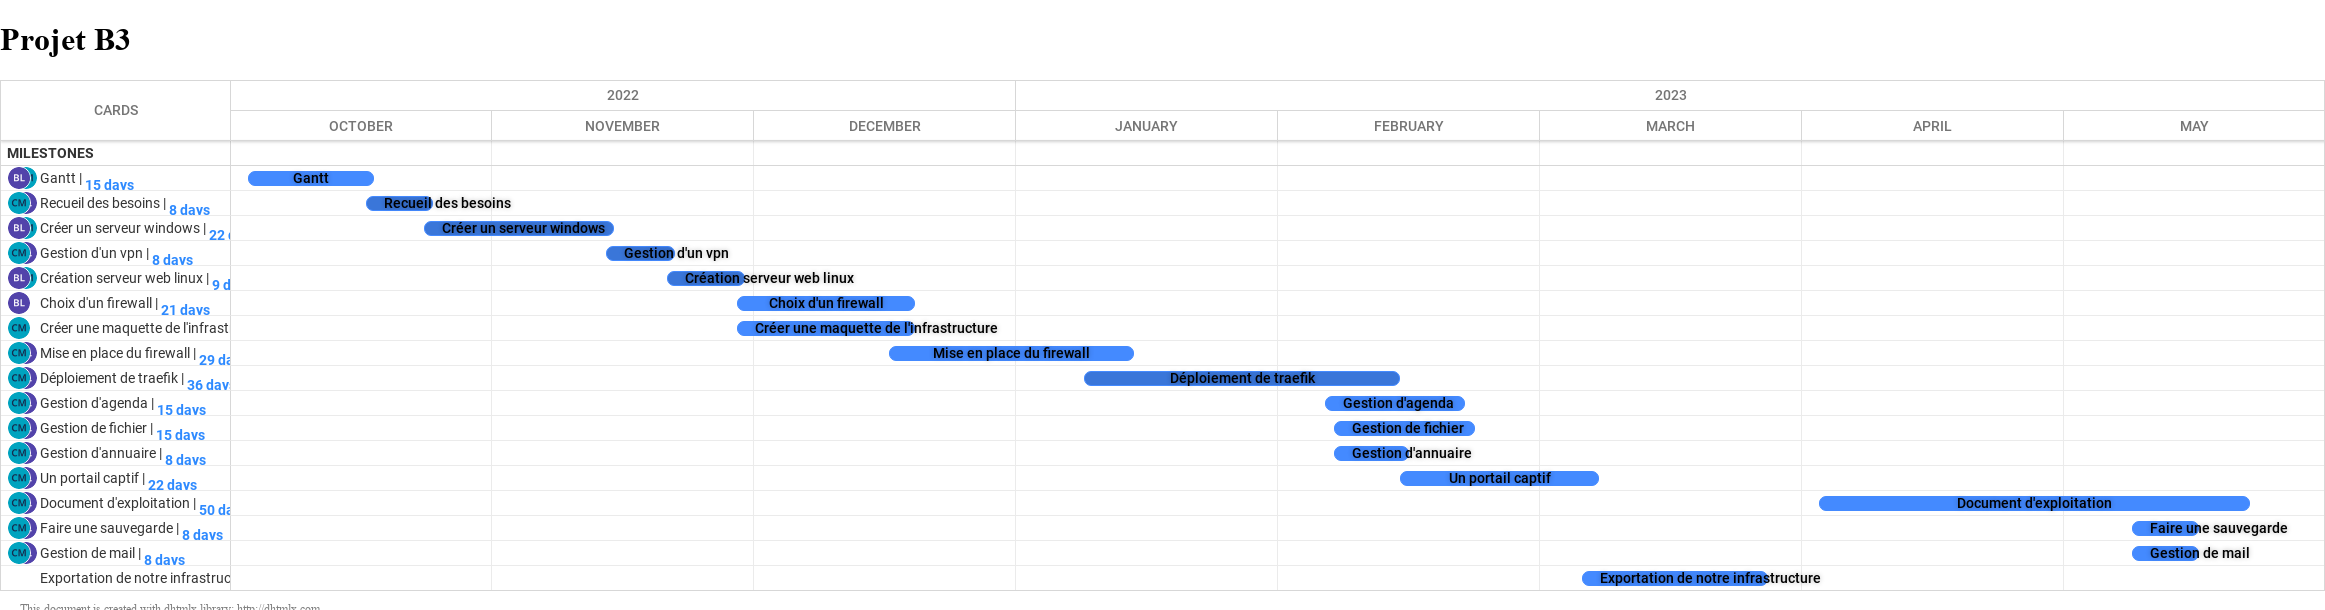 Projet B3
CARDS
2022
2023
OCTOBER
NOVEMBER
DECEMBER
JANUARY
FEBRUARY
MARCH
APRIL
MAY
MILESTONES
BL Gantt | 15 days Gantt
CM Recueil des besoins | 8 days Recueil des besoins
BL Créer un serveur windows | 22 Créer un serveur windows
CM Gestion d'un vpn | 8 days Gestion d'un vpn
BL Création serveur web linux | 9 d Création serveur web linux
BL Choix d'un firewall | 21 days Choix d'un firewall
CM Créer une maquette de l'infrast Créer une maquette de l'infrastructure
CM Mise en place du firewall | 29 da Mise en place du firewall
CM Déploiement de traefik | 36 days Déploiement de traefik
CM Gestion d'agenda | 15 days Gestion d'agenda
CM Gestion de fichier | 15 days Gestion de fichier
CM Gestion d'annuaire | 8 days Gestion d'annuaire
CM Un portail captif | 22 days Un portail captif
CM Document d'exploitation | 50 da Document d'exploitation
CM Faire une sauvegarde | 8 days Faire une sauvegarde
CM Gestion de mail | 8 days Gestion de mail
Exportation de notre infrastruc Exportation de notre infrastructure
This document is created with dhtmlx library: http://dhtmlx.com